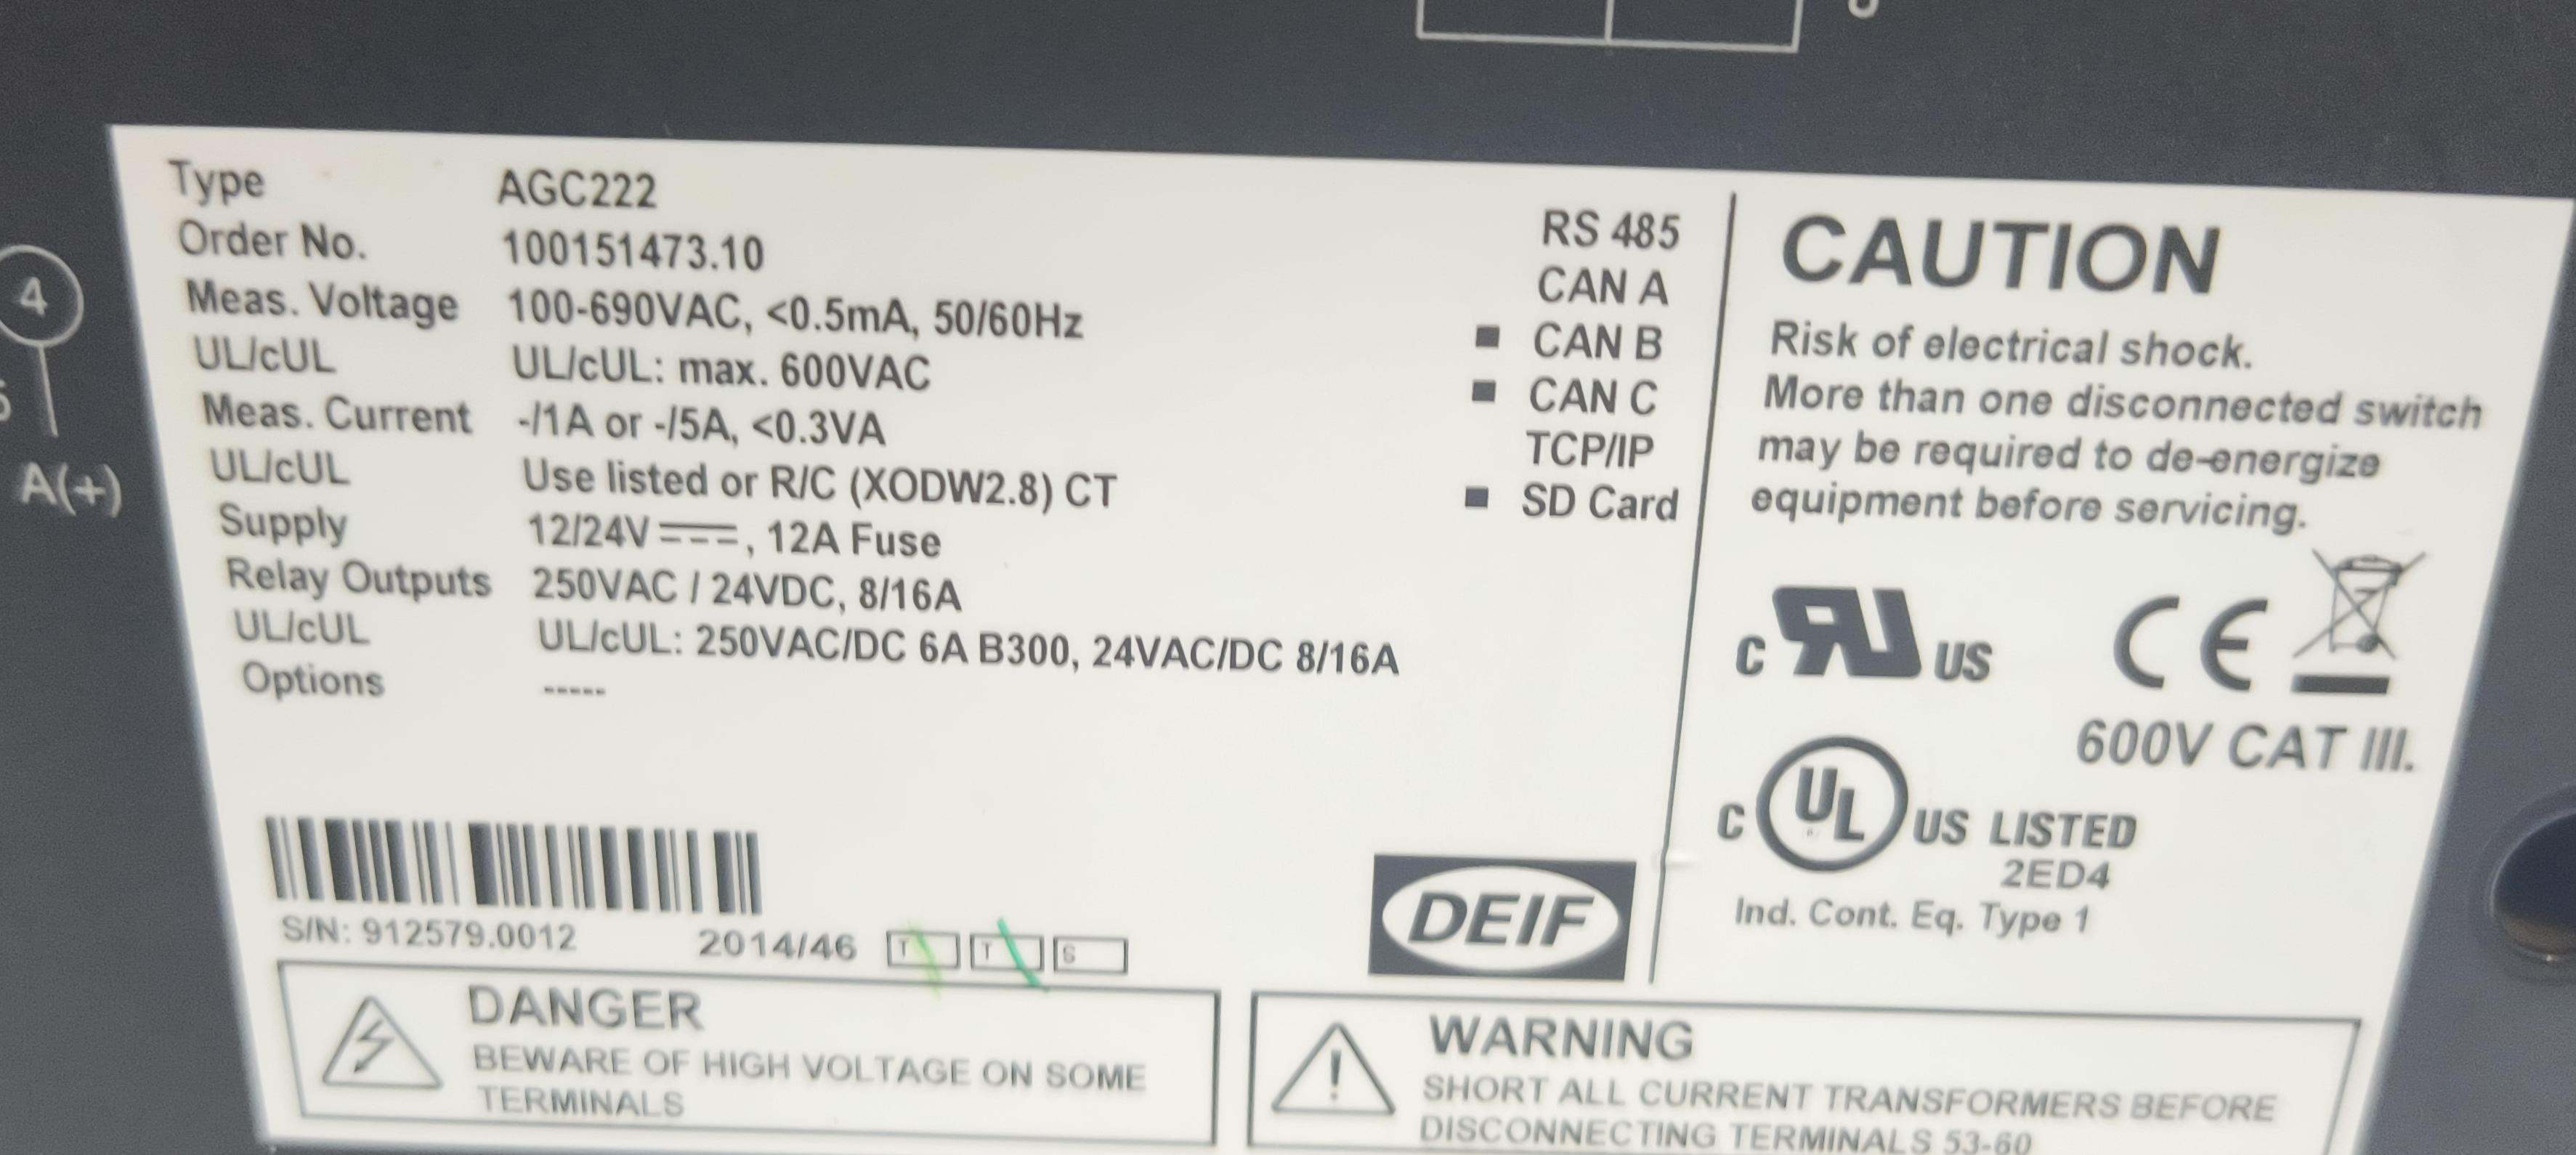 4
A(+)
Type AGC222
Order No. 100151473.10
Meas. Voltage 100-690VAC, <0.5mA, 50/60Hz
UL/cUL UL/cUL: max. 600VAC
Meas. Current -/1A or -/5A, <0.3VA
UL/cUL Use listed or R/C (XODW2.8) CT
Supply 12/24V ⎓, 12A Fuse
Relay Outputs 250VAC / 24VDC, 8/16A
UL/cUL UL/cUL: 250VAC/DC 6A B300, 24VAC/DC 8/16A
Options -----
RS 485
CAN A
■ CAN B
■ CAN C
TCP/IP
■ SD Card
S/N: 912579.0012 2014/46 T T S
DEIF
CAUTION
Risk of electrical shock.
More than one disconnected switch
may be required to de-energize
equipment before servicing.
c RU US CE
600V CAT III.
C UL US LISTED
2ED4
Ind. Cont. Eq. Type 1
DANGER
BEWARE OF HIGH VOLTAGE ON SOME
TERMINALS
WARNING
SHORT ALL CURRENT TRANSFORMERS BEFORE
DISCONNECTING TERMINALS 53-60